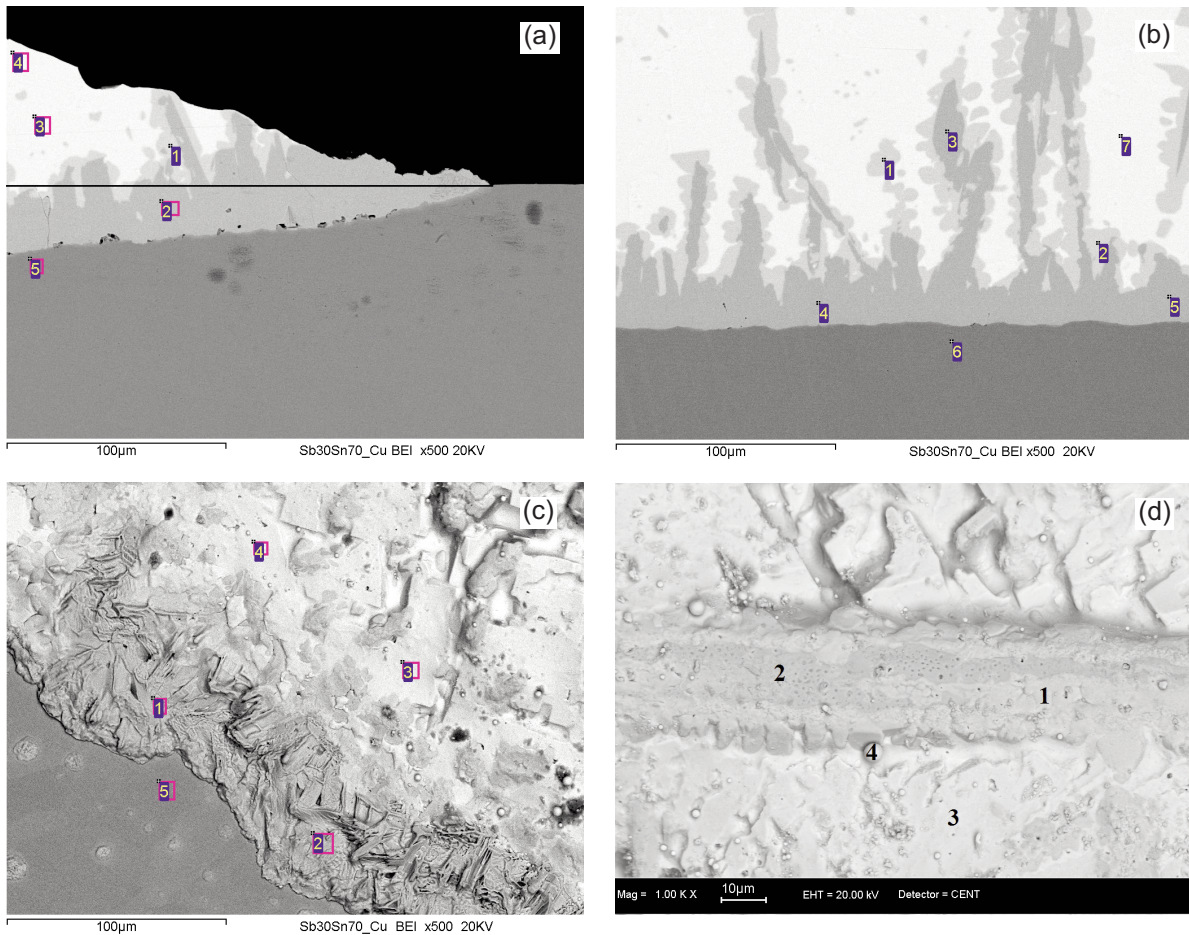 (a)
4
3
1
2
5
100µm Sb30Sn70_Cu BEI x500 20KV
(b)
7
3
1
2
5
4
6
100µm Sb30Sn70_Cu BEI x500 20KV
(c)
4
3
1
5
2
100µm Sb30Sn70_Cu BEI x500 20KV
(d)
2
1
4
3
Mag = 1.00 K X 10µm EHT = 20.00 kV Detector = CENT